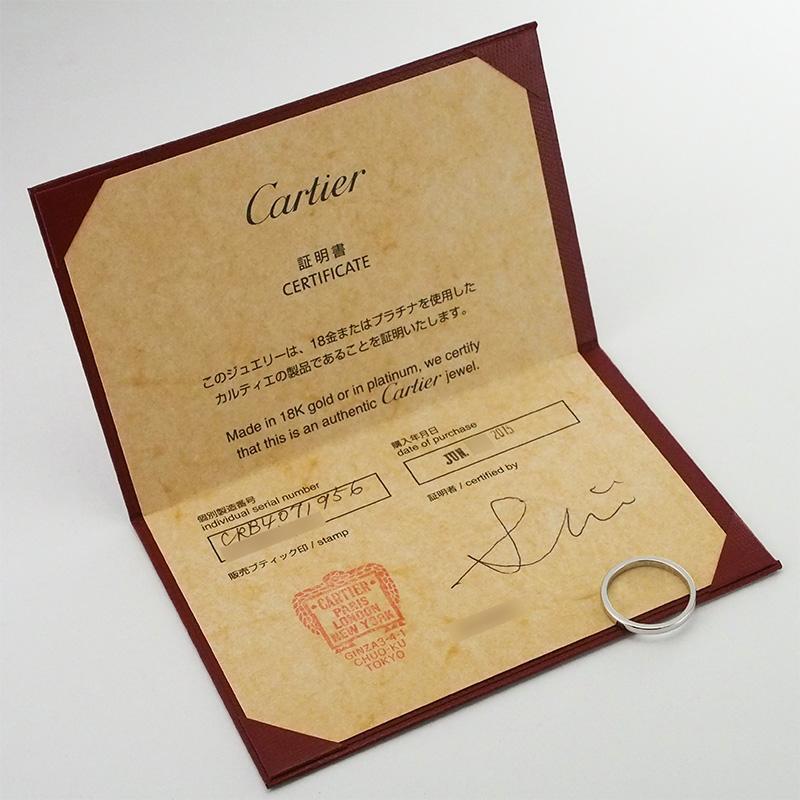 Cartier
証明書
CERTIFICATE
このジュエリーは、18金またはプラチナを使用した
カルティエの製品であることを証明いたします。
Made in 18K gold or in platinum, we certify
that this is an authentic Cartier jewel.
購入年月日
date of purchase
JUN. 2015
個別製造番号
individual serial number
CRB4071956
証明者 / certified by
販売ブティック印 / stamp
CARTIER
PARIS
LONDON
NEW YORK
GINZA3-4-1
CHUO-KU
TOKYO